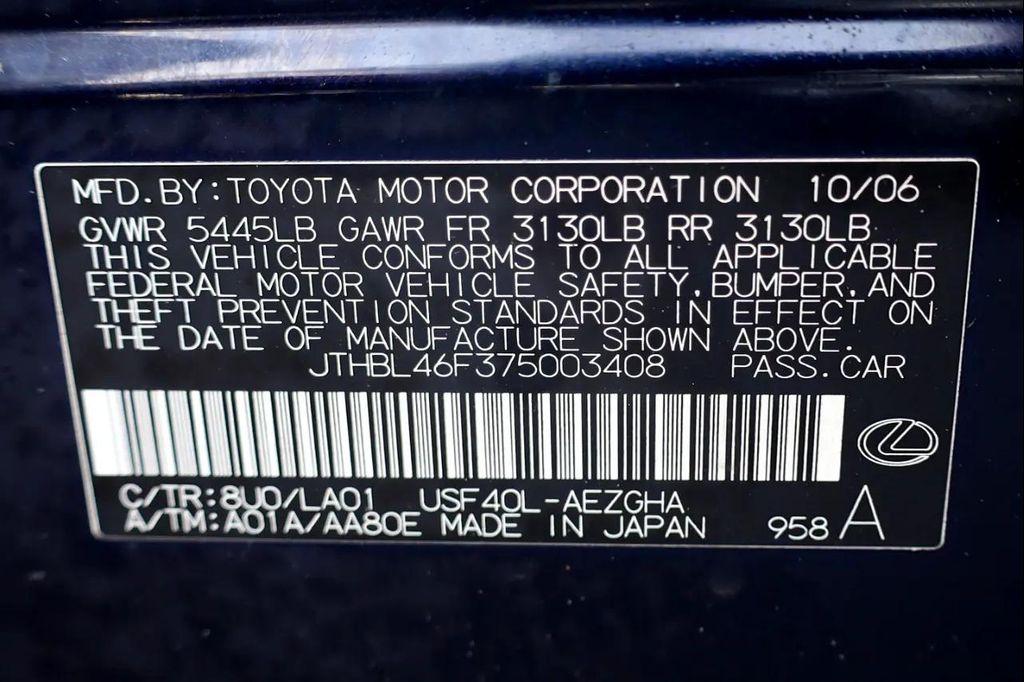 MFD.BY:TOYOTA MOTOR CORPORATION 10/06
GVWR 5445LB GAWR FR 3130LB RR 3130LB
THIS VEHICLE CONFORMS TO ALL APPLICABLE
FEDERAL MOTOR VEHICLE SAFETY,BUMPER,AND
THEFT PREVENTION STANDARDS IN EFFECT ON
THE DATE OF MANUFACTURE SHOWN ABOVE.
JTHBL46F375003408 PASS.CAR
C/TR:8U0/LA01 USF40L-AEZGHA
A/TM:A01A/AA80E MADE IN JAPAN 958 A